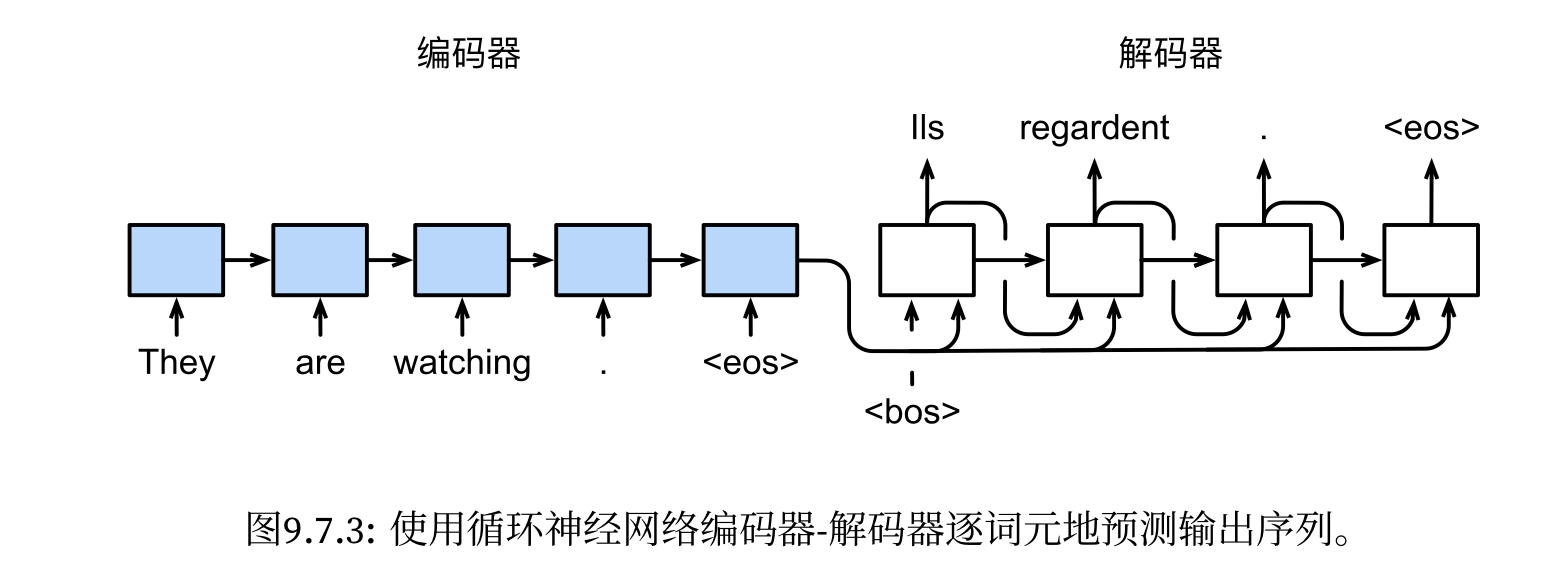 编码器 解码器
Ils regardent . <eos>
They are watching . <eos>
<bos>
图9.7.3: 使用循环神经网络编码器-解码器逐词元地预测输出序列。